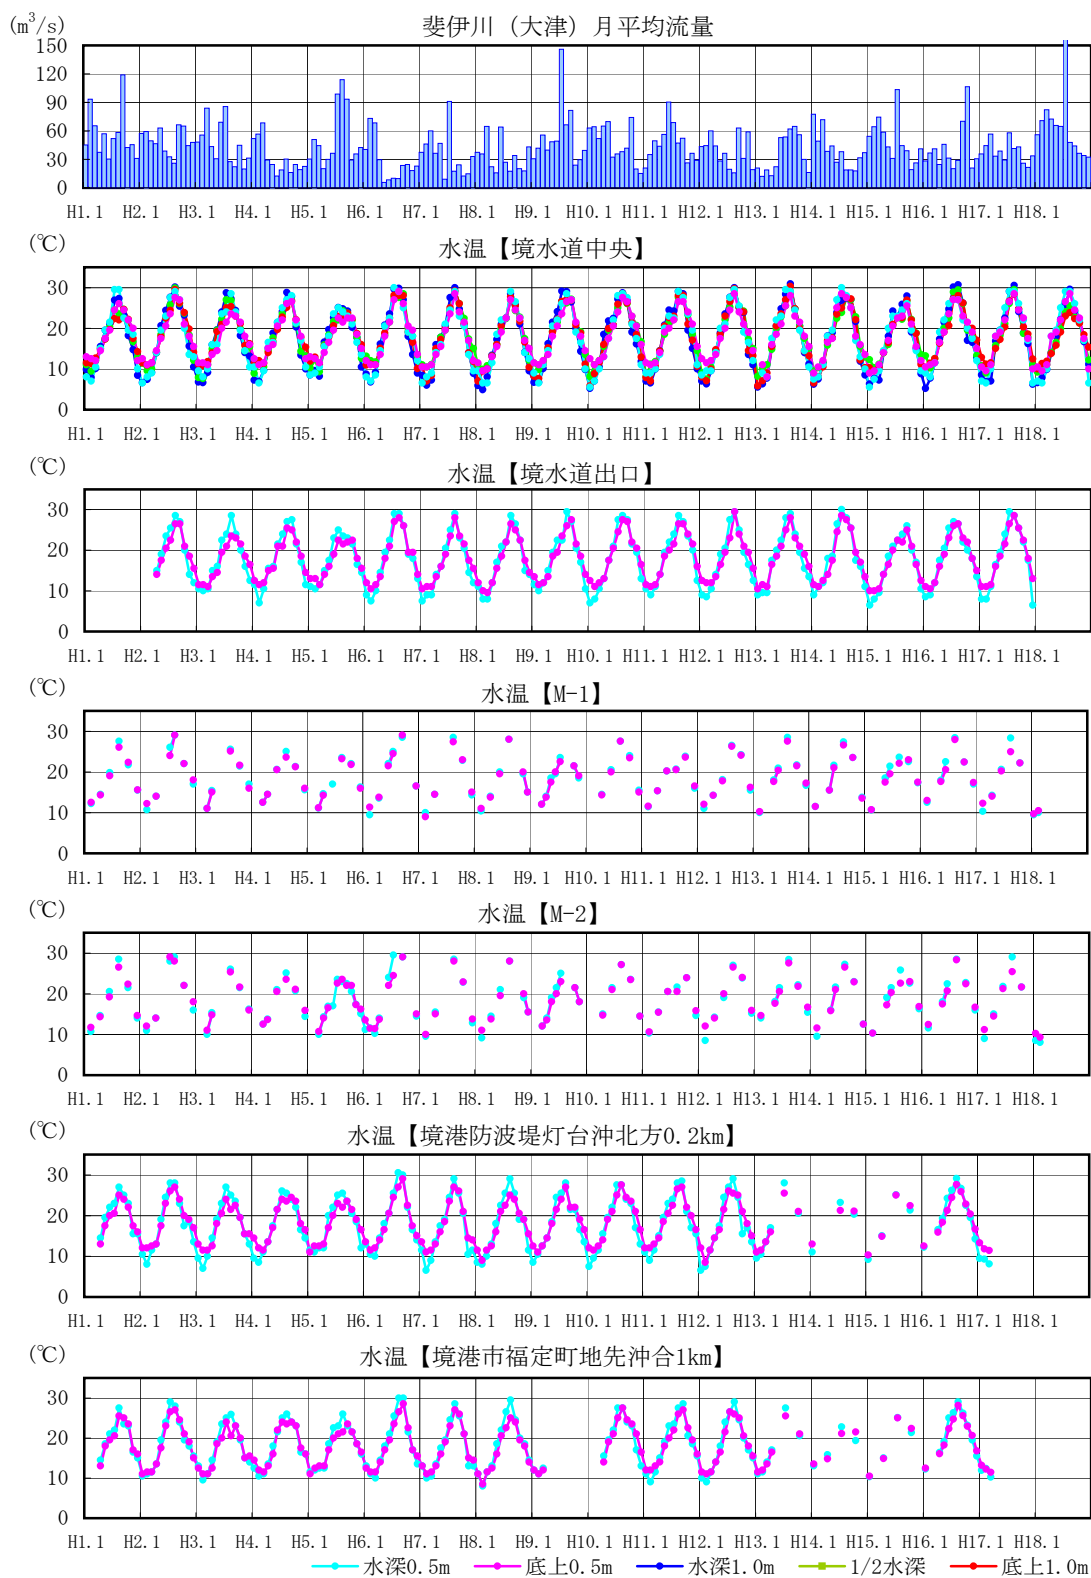 (m³/s) 斐伊川（大津）月平均流量
150
120
90
60
30
0
H1.1 H2.1 H3.1 H4.1 H5.1 H6.1 H7.1 H8.1 H9.1 H10.1 H11.1 H12.1 H13.1 H14.1 H15.1 H16.1 H17.1 H18.1
(℃) 水温【境水道中央】
30
20
10
0
H1.1 H2.1 H3.1 H4.1 H5.1 H6.1 H7.1 H8.1 H9.1 H10.1 H11.1 H12.1 H13.1 H14.1 H15.1 H16.1 H17.1 H18.1
(℃) 水温【境水道出口】
30
20
10
0
H1.1 H2.1 H3.1 H4.1 H5.1 H6.1 H7.1 H8.1 H9.1 H10.1 H11.1 H12.1 H13.1 H14.1 H15.1 H16.1 H17.1 H18.1
(℃) 水温【M-1】
30
20
10
0
H1.1 H2.1 H3.1 H4.1 H5.1 H6.1 H7.1 H8.1 H9.1 H10.1 H11.1 H12.1 H13.1 H14.1 H15.1 H16.1 H17.1 H18.1
(℃) 水温【M-2】
30
20
10
0
H1.1 H2.1 H3.1 H4.1 H5.1 H6.1 H7.1 H8.1 H9.1 H10.1 H11.1 H12.1 H13.1 H14.1 H15.1 H16.1 H17.1 H18.1
(℃) 水温【境港防波堤灯台沖北方0.2km】
30
20
10
0
H1.1 H2.1 H3.1 H4.1 H5.1 H6.1 H7.1 H8.1 H9.1 H10.1 H11.1 H12.1 H13.1 H14.1 H15.1 H16.1 H17.1 H18.1
(℃) 水温【境港市福定町地先沖合1km】
30
20
10
0
H1.1 H2.1 H3.1 H4.1 H5.1 H6.1 H7.1 H8.1 H9.1 H10.1 H11.1 H12.1 H13.1 H14.1 H15.1 H16.1 H17.1 H18.1
水深0.5m 底上0.5m 水深1.0m 1/2水深 底上1.0m